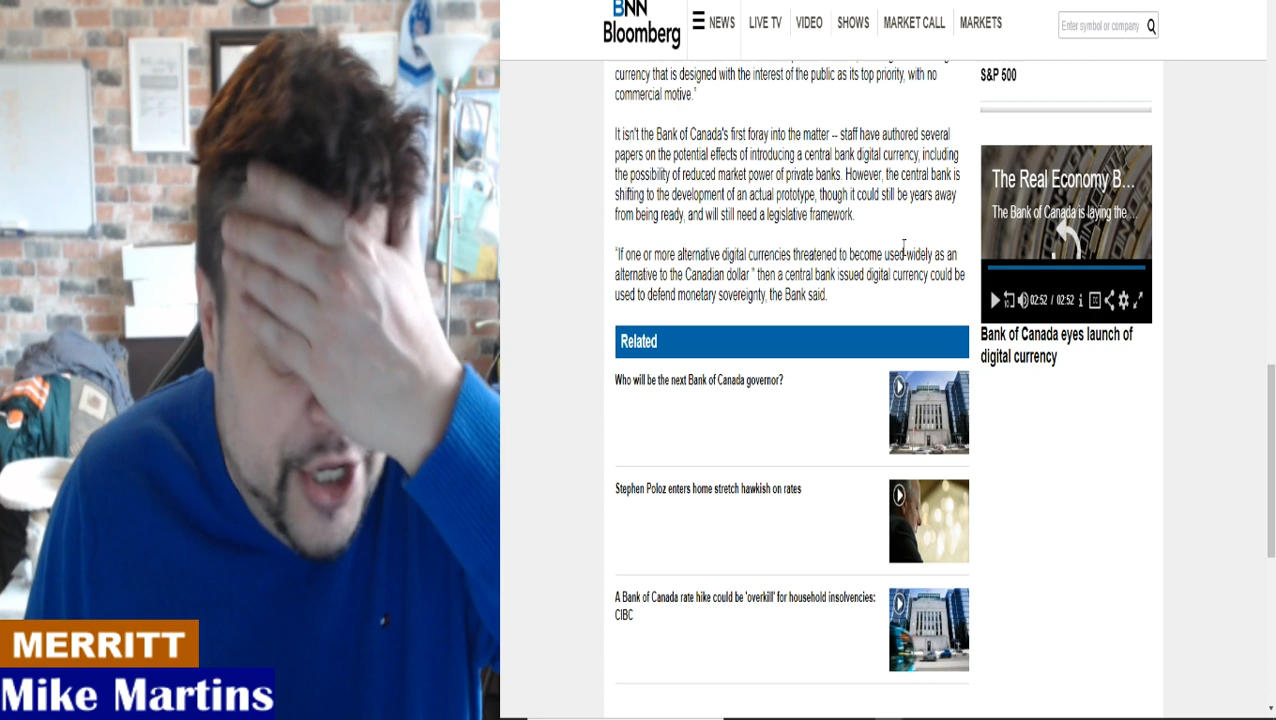 BNN
Bloomberg
NEWS
LIVE TV
VIDEO
SHOWS
MARKET CALL
MARKETS
Enter symbol or company
currency that is designed with the interest of the public as its top priority, with no
commercial motive."
It isn't the Bank of Canada's first foray into the matter -- staff have authored several
papers on the potential effects of introducing a central bank digital currency, including
the possibility of reduced market power of private banks. However, the central bank is
shifting to the development of an actual prototype, though it could still be years away
from being ready, and will still need a legislative framework.
"If one or more alternative digital currencies threatened to become used widely as an
alternative to the Canadian dollar " then a central bank issued digital currency could be
used to defend monetary sovereignty, the Bank said.
Related
Who will be the next Bank of Canada governor?
Stephen Poloz enters home stretch hawkish on rates
A Bank of Canada rate hike could be 'overkill' for household insolvencies:
CIBC
S&P 500
The Real Economy B...
The Bank of Canada is laying the...
02:52 / 02:52
Bank of Canada eyes launch of
digital currency
MERRITT
Mike Martins